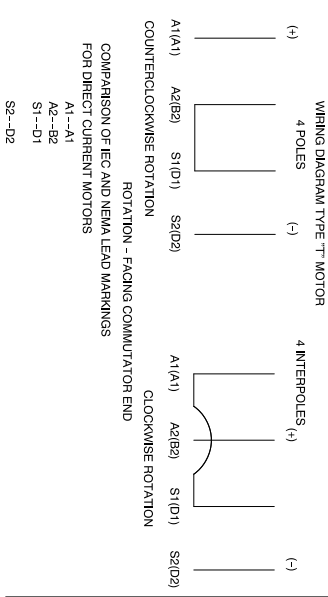 WIRING DIAGRAM TYPE "T" MOTOR
4 POLES 4 INTERPOLES
(+) (-) (+) (-)
A1(A1) A2(B2) S1(D1) S2(D2) A1(A1) A2(B2) S1(D1) S2(D2)
COUNTERCLOCKWISE ROTATION CLOCKWISE ROTATION
ROTATION - FACING COMMUTATOR END
COMPARISON OF IEC AND NEMA LEAD MARKINGS
FOR DIRECT CURRENT MOTORS
A1--A1
A2--B2
S1--D1
S2--D2